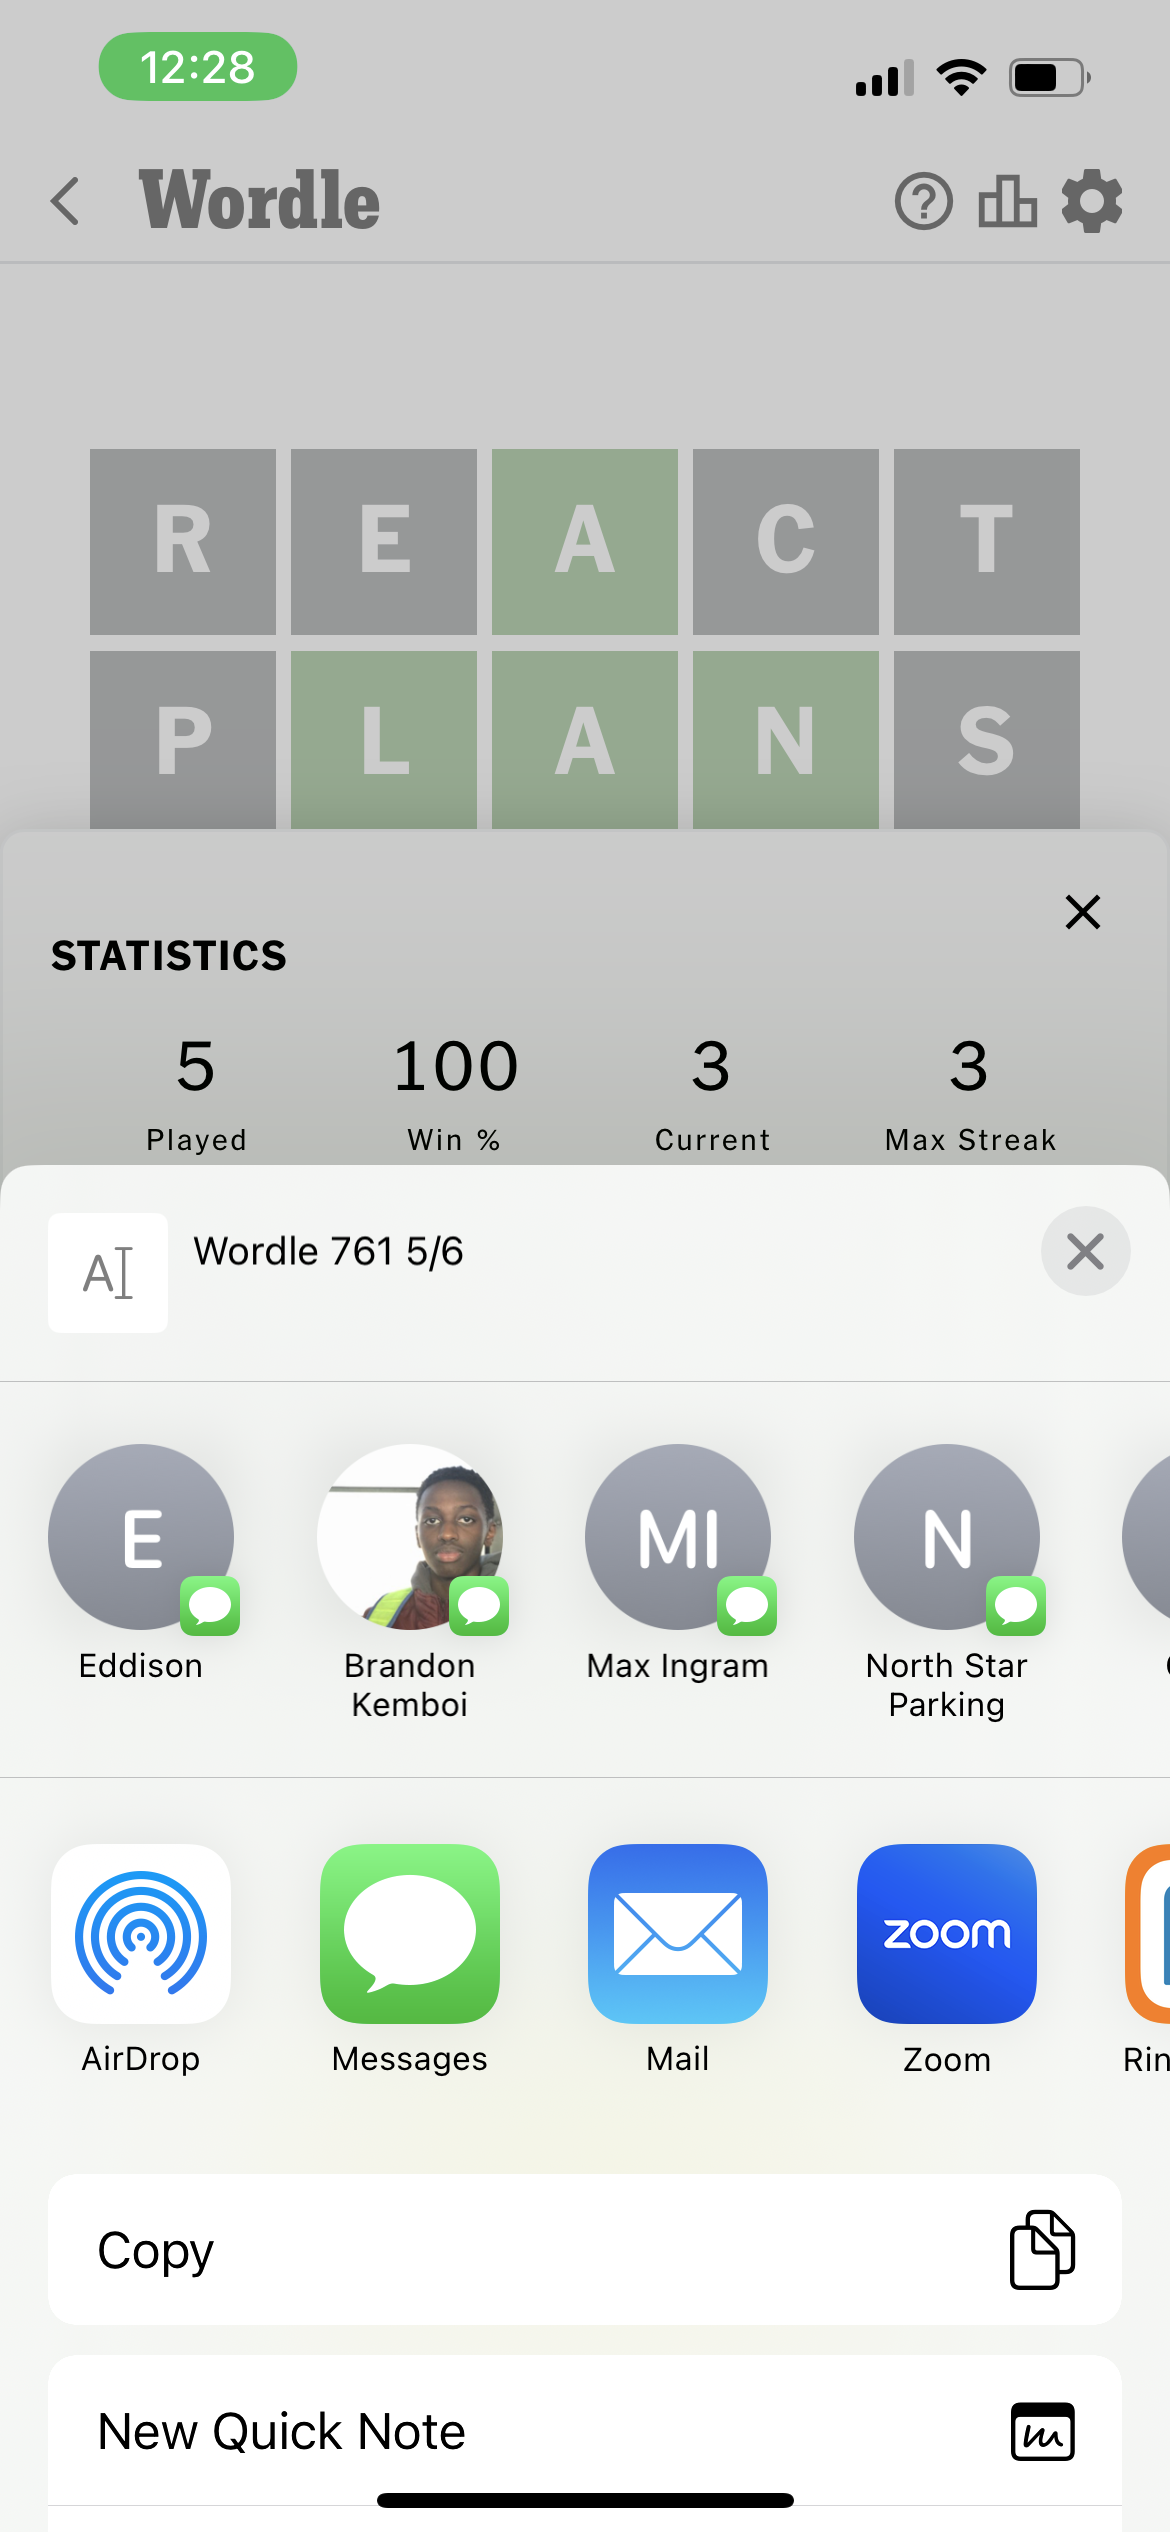 12:28
Wordle
?
R E A C T
P L A N S
STATISTICS
5 100 3 3
Played Win % Current Max Streak
Wordle 761 5/6
A
E MI N
Eddison Brandon Kemboi Max Ingram North Star Parking
zoom
AirDrop Messages Mail Zoom Rin
Copy
New Quick Note